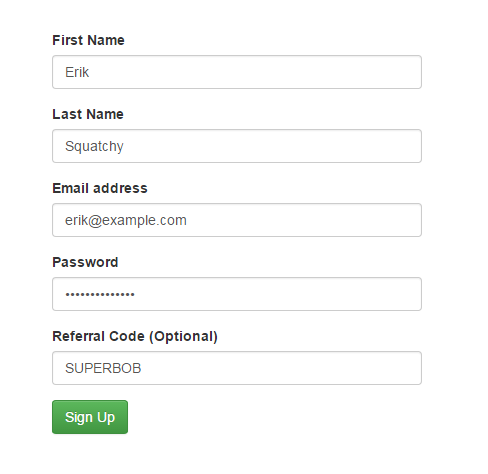 First Name
Erik
Last Name
Squatchy
Email address
erik@example.com
Password
••••••••••••••
Referral Code (Optional)
SUPERBOB
Sign Up